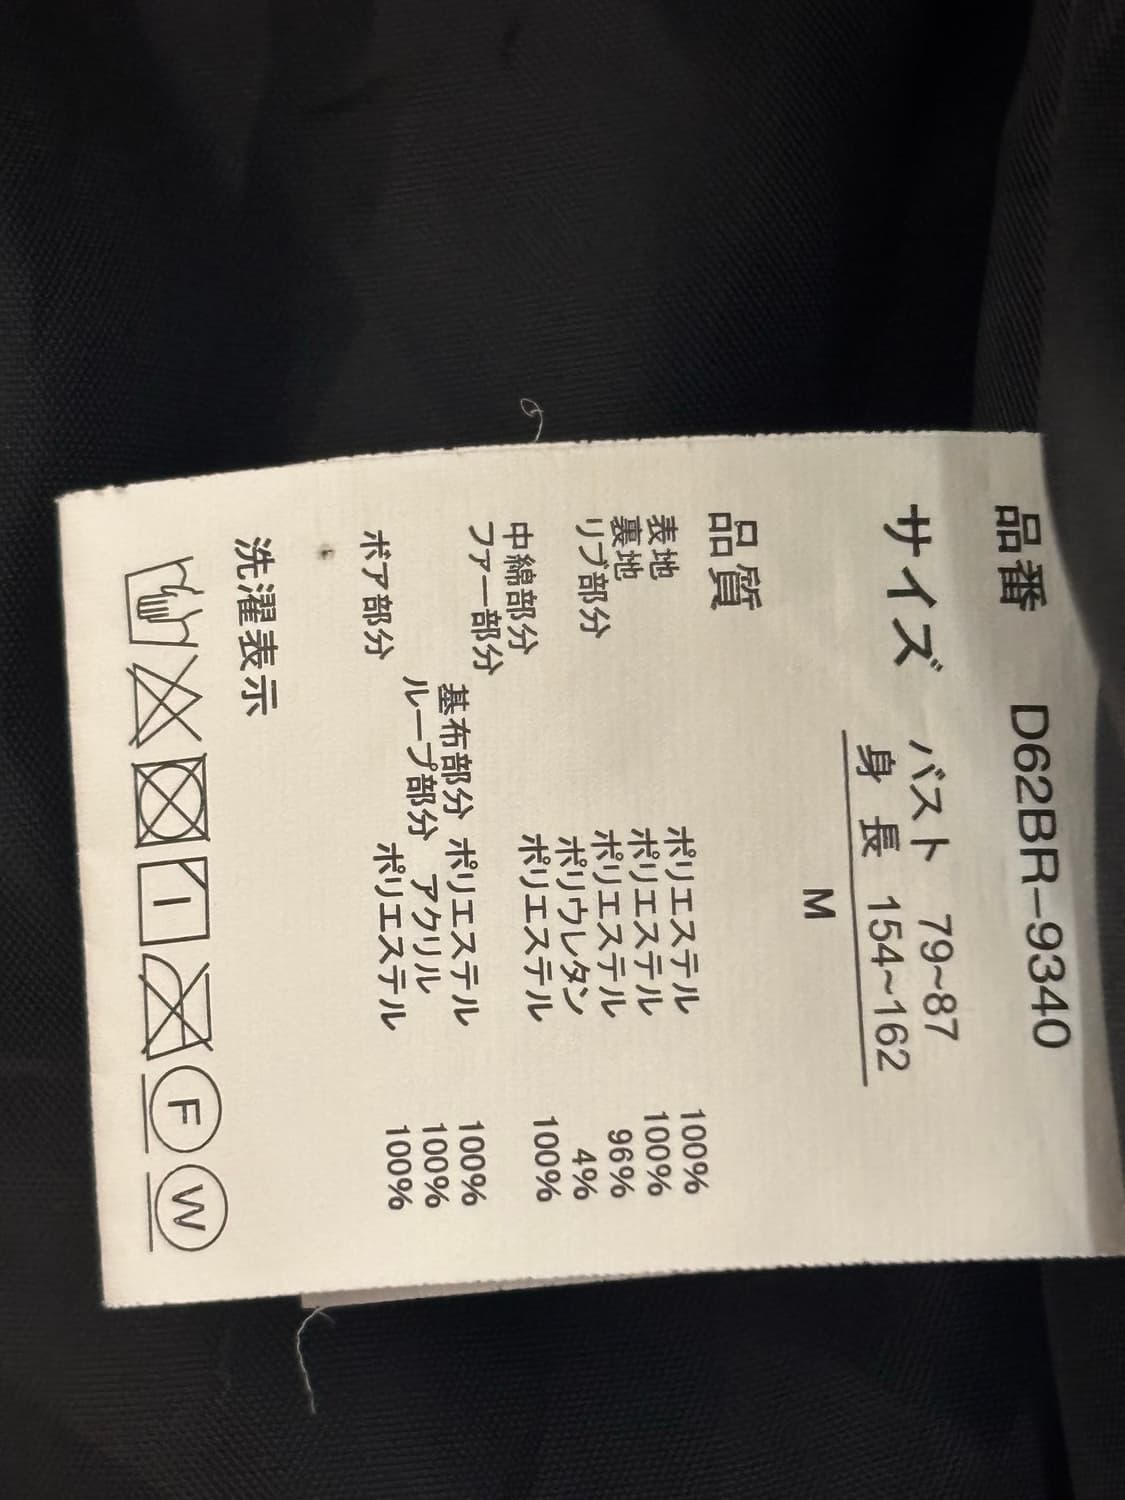 品番 D62BR-9340
サイズ バスト 79~87
身長 154~162
M
品質
表地 ポリエステル 100%
裏地 ポリエステル 100%
リブ部分 ポリエステル 96%
ポリウレタン 4%
中綿部分 ポリエステル 100%
ファー部分
基布部分 ポリエステル 100%
ループ部分 アクリル 100%
ボア部分 ポリエステル 100%
洗濯表示
F W